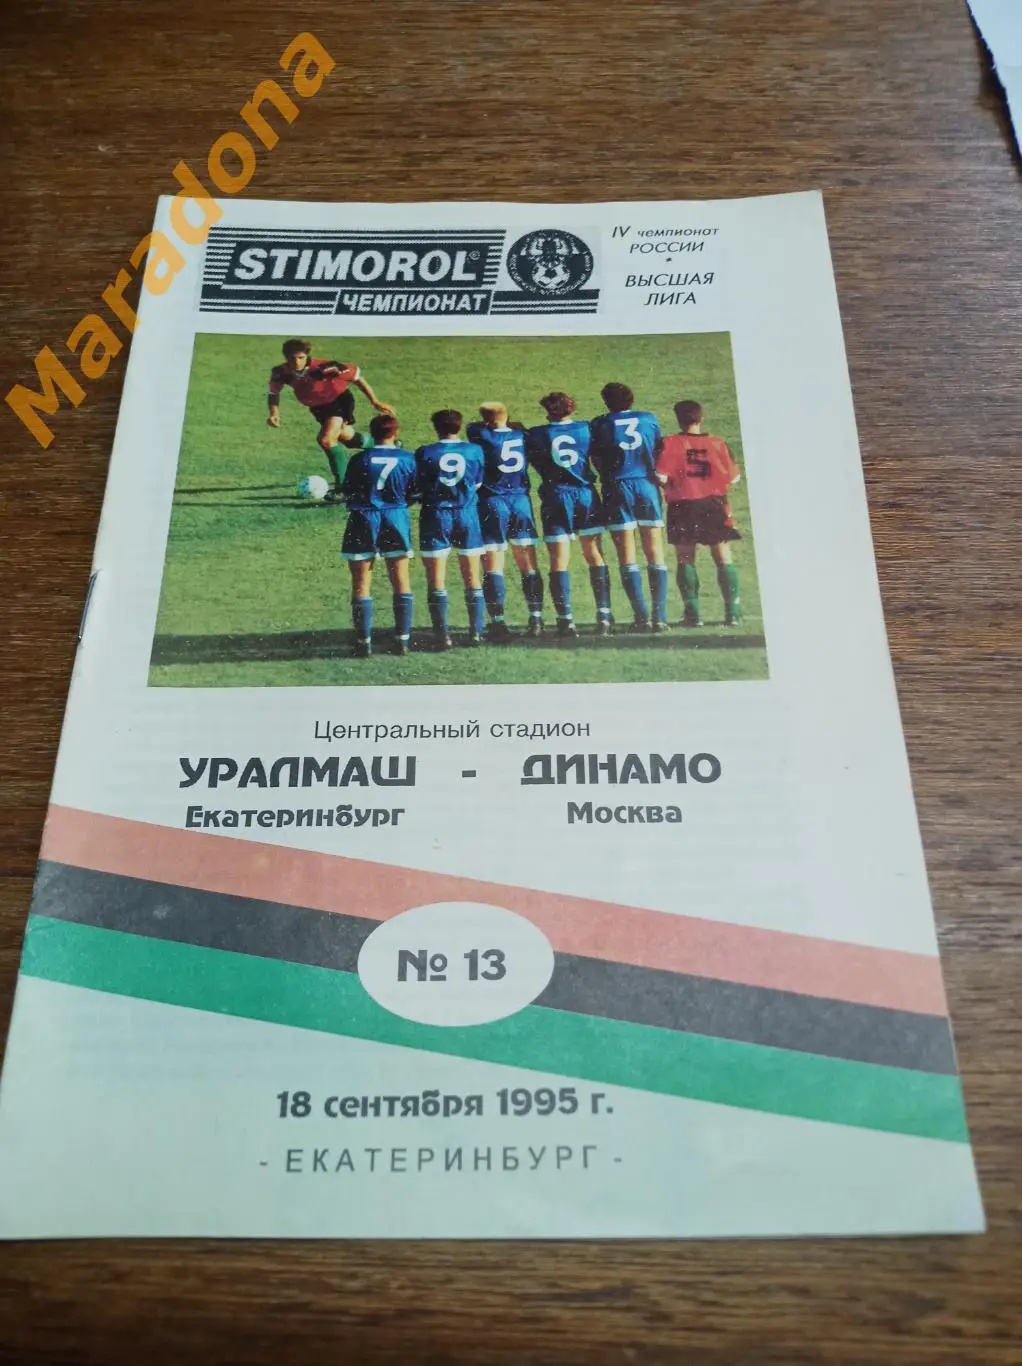 Maradona
STIMOROL®
ЧЕМПИОНАТ
IV чемпионат
РОССИИ
*
ВЫСШАЯ
ЛИГА
7 9 5 6 3 5
Центральный стадион
УРАЛМАШ - ДИНАМО
Екатеринбург Москва
№ 13
18 сентября 1995 г.
- ЕКАТЕРИНБУРГ -